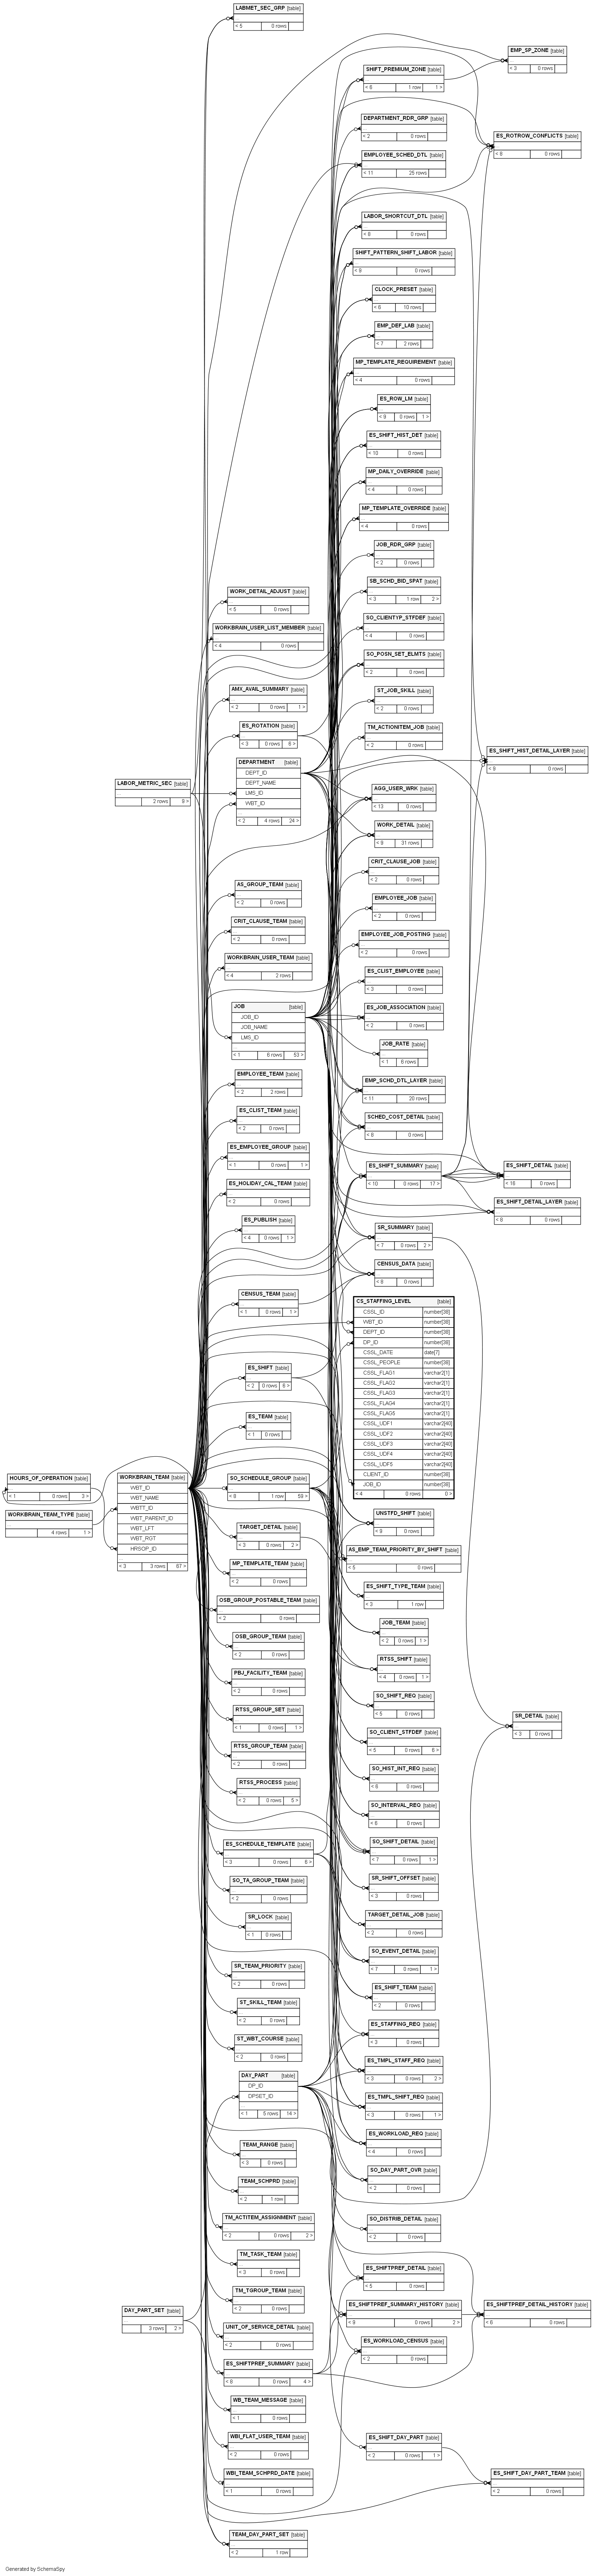 HOURS_OF_OPERATION [table]
...
< 1 0 rows 3 >
WORKBRAIN_TEAM_TYPE [table]
...
4 rows 1 >
LABOR_METRIC_SEC [table]
...
2 rows 9 >
WORKBRAIN_TEAM [table]
WBT_ID
WBT_NAME
WBTT_ID
WBT_PARENT_ID
WBT_LFT
WBT_RGT
HRSOP_ID
...
< 3 3 rows 87 >
DAY_PART_SET [table]
...
3 rows 2 >
LABMET_SEC_GRP [table]
...
< 5 0 rows
WORK_DETAIL_ADJUST [table]
...
< 5 0 rows
WORKBRAIN_USER_LIST_MEMBER [table]
...
< 4 0 rows
AMX_AVAIL_SUMMARY [table]
...
< 2 0 rows 1 >
ES_ROTATION [table]
...
< 3 0 rows 6 >
DEPARTMENT [table]
DEPT_ID
DEPT_NAME
LMS_ID
WBT_ID
...
< 2 4 rows 24 >
AS_GROUP_TEAM [table]
...
< 2 0 rows
CRIT_CLAUSE_TEAM [table]
...
< 2 0 rows
WORKBRAIN_USER_TEAM [table]
...
< 4 2 rows
JOB [table]
JOB_ID
JOB_NAME
LMS_ID
...
< 1 6 rows 53 >
EMPLOYEE_TEAM [table]
...
< 2 2 rows
ES_CLIST_TEAM [table]
...
< 2 0 rows
ES_EMPLOYEE_GROUP [table]
...
< 1 0 rows 1 >
ES_HOLIDAY_CAL_TEAM [table]
...
< 2 0 rows
ES_PUBLISH [table]
...
< 4 0 rows 1 >
CENSUS_TEAM [table]
...
< 1 0 rows 1 >
ES_SHIFT [table]
...
< 2 0 rows 6 >
ES_TEAM [table]
...
< 1 0 rows
SO_SCHEDULE_GROUP [table]
...
< 8 1 row 59 >
TARGET_DETAIL [table]
...
< 3 0 rows 2 >
MP_TEMPLATE_TEAM [table]
...
< 2 0 rows
OSB_GROUP_POSTABLE_TEAM [table]
...
< 2 0 rows
OSB_GROUP_TEAM [table]
...
< 2 0 rows
PBJ_FACILITY_TEAM [table]
...
< 2 0 rows
RTSS_GROUP_SET [table]
...
< 1 0 rows 1 >
RTSS_GROUP_TEAM [table]
...
< 2 0 rows
RTSS_PROCESS [table]
...
< 2 0 rows 5 >
ES_SCHEDULE_TEMPLATE [table]
...
< 3 0 rows 6 >
SO_TA_GROUP_TEAM [table]
...
< 2 0 rows
SR_LOCK [table]
...
< 1 0 rows
SR_TEAM_PRIORITY [table]
...
< 2 0 rows
ST_SKILL_TEAM [table]
...
< 2 0 rows
ST_WBT_COURSE [table]
...
< 2 0 rows
DAY_PART [table]
DP_ID
DPSET_ID
...
< 1 5 rows 14 >
TEAM_RANGE [table]
...
< 3 0 rows
TEAM_SCHPRD [table]
...
< 2 1 row
TM_ACTITEM_ASSIGNMENT [table]
...
< 2 0 rows 2 >
TM_TASK_TEAM [table]
...
< 3 0 rows
TM_TGROUP_TEAM [table]
...
< 2 0 rows
UNIT_OF_SERVICE_DETAIL [table]
...
< 2 0 rows
ES_SHIFTPREF_SUMMARY [table]
...
< 8 0 rows 4 >
WB_TEAM_MESSAGE [table]
...
< 1 0 rows
WBI_FLAT_USER_TEAM [table]
...
< 2 0 rows
WBI_TEAM_SCHPRD_DATE [table]
...
< 1 0 rows
TEAM_DAY_PART_SET [table]
...
< 2 1 row
SHIFT_PREMIUM_ZONE [table]
...
< 6 1 row 1 >
DEPARTMENT_RDR_GRP [table]
...
< 2 0 rows
EMPLOYEE_SCHED_DTL [table]
...
< 11 25 rows
LABOR_SHORTCUT_DTL [table]
...
< 8 0 rows
SHIFT_PATTERN_SHIFT_LABOR [table]
...
< 9 0 rows
CLOCK_PRESET [table]
...
< 6 10 rows
EMP_DEF_LAB [table]
...
< 7 2 rows
MP_TEMPLATE_REQUIREMENT [table]
...
< 4 0 rows
ES_ROW_LM [table]
...
< 9 0 rows 1 >
ES_SHIFT_HIST_DET [table]
...
< 10 0 rows
MP_DAILY_OVERRIDE [table]
...
< 4 0 rows
MP_TEMPLATE_OVERRIDE [table]
...
< 4 0 rows
JOB_RDR_GRP [table]
...
< 2 0 rows
SB_SCHD_BID_SPAT [table]
...
< 3 1 row 2 >
SO_CLIENTYP_STFDEF [table]
...
< 4 0 rows
SO_POSN_SET_ELMTS [table]
...
< 2 0 rows
ST_JOB_SKILL [table]
...
< 2 0 rows
TM_ACTIONITEM_JOB [table]
...
< 2 0 rows
AGG_USER_WRK [table]
...
< 13 0 rows
WORK_DETAIL [table]
...
< 9 31 rows
CRIT_CLAUSE_JOB [table]
...
< 2 0 rows
EMPLOYEE_JOB [table]
...
< 2 0 rows
EMPLOYEE_JOB_POSTING [table]
...
< 2 0 rows
ES_CLIST_EMPLOYEE [table]
...
< 3 0 rows
ES_JOB_ASSOCIATION [table]
...
< 2 0 rows
JOB_RATE [table]
...
< 1 6 rows
EMP_SCHD_DTL_LAYER [table]
...
< 11 20 rows
SCHED_COST_DETAIL [table]
...
< 6 0 rows
ES_SHIFT_SUMMARY [table]
...
< 10 0 rows 17 >
SR_SUMMARY [table]
...
< 7 0 rows 2 >
CENSUS_DATA [table]
...
< 8 0 rows
CS_STAFFING_LEVEL [table]
CSSL_ID number[38]
WBT_ID number[38]
DEPT_ID number[38]
DP_ID number[38]
CSSL_DATE date[7]
CSSL_PEOPLE number[38]
CSSL_FLAG1 varchar2[1]
CSSL_FLAG2 varchar2[1]
CSSL_FLAG3 varchar2[1]
CSSL_FLAG4 varchar2[1]
CSSL_FLAG5 varchar2[1]
CSSL_UDF1 varchar2[40]
CSSL_UDF2 varchar2[40]
CSSL_UDF3 varchar2[40]
CSSL_UDF4 varchar2[40]
CSSL_UDF5 varchar2[40]
CLIENT_ID number[38]
JOB_ID number[38]
< 4 0 rows 0 >
UNSTFD_SHIFT [table]
...
< 9 0 rows
AS_EMP_TEAM_PRIORITY_BY_SHIFT [table]
...
< 5 0 rows
ES_SHIFT_TYPE_TEAM [table]
...
< 3 1 row
JOB_TEAM [table]
...
< 2 0 rows 1 >
RTSS_SHIFT [table]
...
< 4 0 rows 1 >
SO_SHIFT_REQ [table]
...
< 5 0 rows
SO_CLIENT_STFDEF [table]
...
< 5 0 rows 6 >
SO_HIST_INT_REQ [table]
...
< 6 0 rows
SO_INTERVAL_REQ [table]
...
< 6 0 rows
SO_SHIFT_DETAIL [table]
...
< 7 0 rows 1 >
SR_SHIFT_OFFSET [table]
...
< 3 0 rows
TARGET_DETAIL_JOB [table]
...
< 2 0 rows
SO_EVENT_DETAIL [table]
...
< 7 0 rows 1 >
ES_SHIFT_TEAM [table]
...
< 2 0 rows
ES_STAFFING_REQ [table]
...
< 3 0 rows
ES_TMPL_STAFF_REQ [table]
...
< 3 0 rows 2 >
ES_TMPL_SHIFT_REQ [table]
...
< 3 0 rows 1 >
ES_WORKLOAD_REQ [table]
...
< 4 0 rows
SO_DAY_PART_OVR [table]
...
< 2 0 rows
SO_DISTRIB_DETAIL [table]
...
< 2 0 rows
ES_SHIFTPREF_DETAIL [table]
...
< 5 0 rows
ES_SHIFTPREF_SUMMARY_HISTORY [table]
...
< 9 0 rows 2 >
ES_WORKLOAD_CENSUS [table]
...
< 2 0 rows
ES_SHIFT_DAY_PART [table]
...
< 2 0 rows 1 >
EMP_SP_ZONE [table]
...
< 3 0 rows
ES_ROTROW_CONFLICTS [table]
...
< 8 0 rows
ES_SHIFT_HIST_DETAIL_LAYER [table]
...
< 9 0 rows
ES_SHIFT_DETAIL [table]
...
< 16 0 rows
ES_SHIFT_DETAIL_LAYER [table]
...
< 8 0 rows
SR_DETAIL [table]
...
< 3 0 rows
ES_SHIFTPREF_DETAIL_HISTORY [table]
...
< 6 0 rows
ES_SHIFT_DAY_PART_TEAM [table]
...
< 2 0 rows
Generated by SchemaSpy